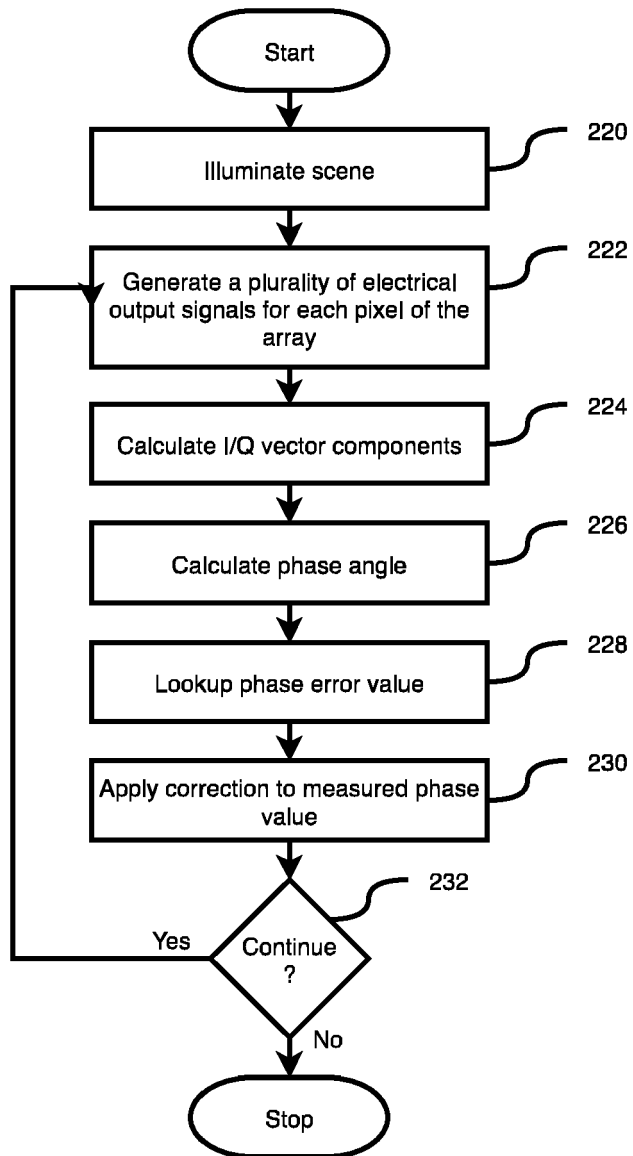 Start
Illuminate scene
220
Generate a plurality of electrical
output signals for each pixel of the
array
222
Calculate I/Q vector components
224
Calculate phase angle
226
Lookup phase error value
228
Apply correction to measured phase
value
230
Continue
?
232
Yes
No
Stop